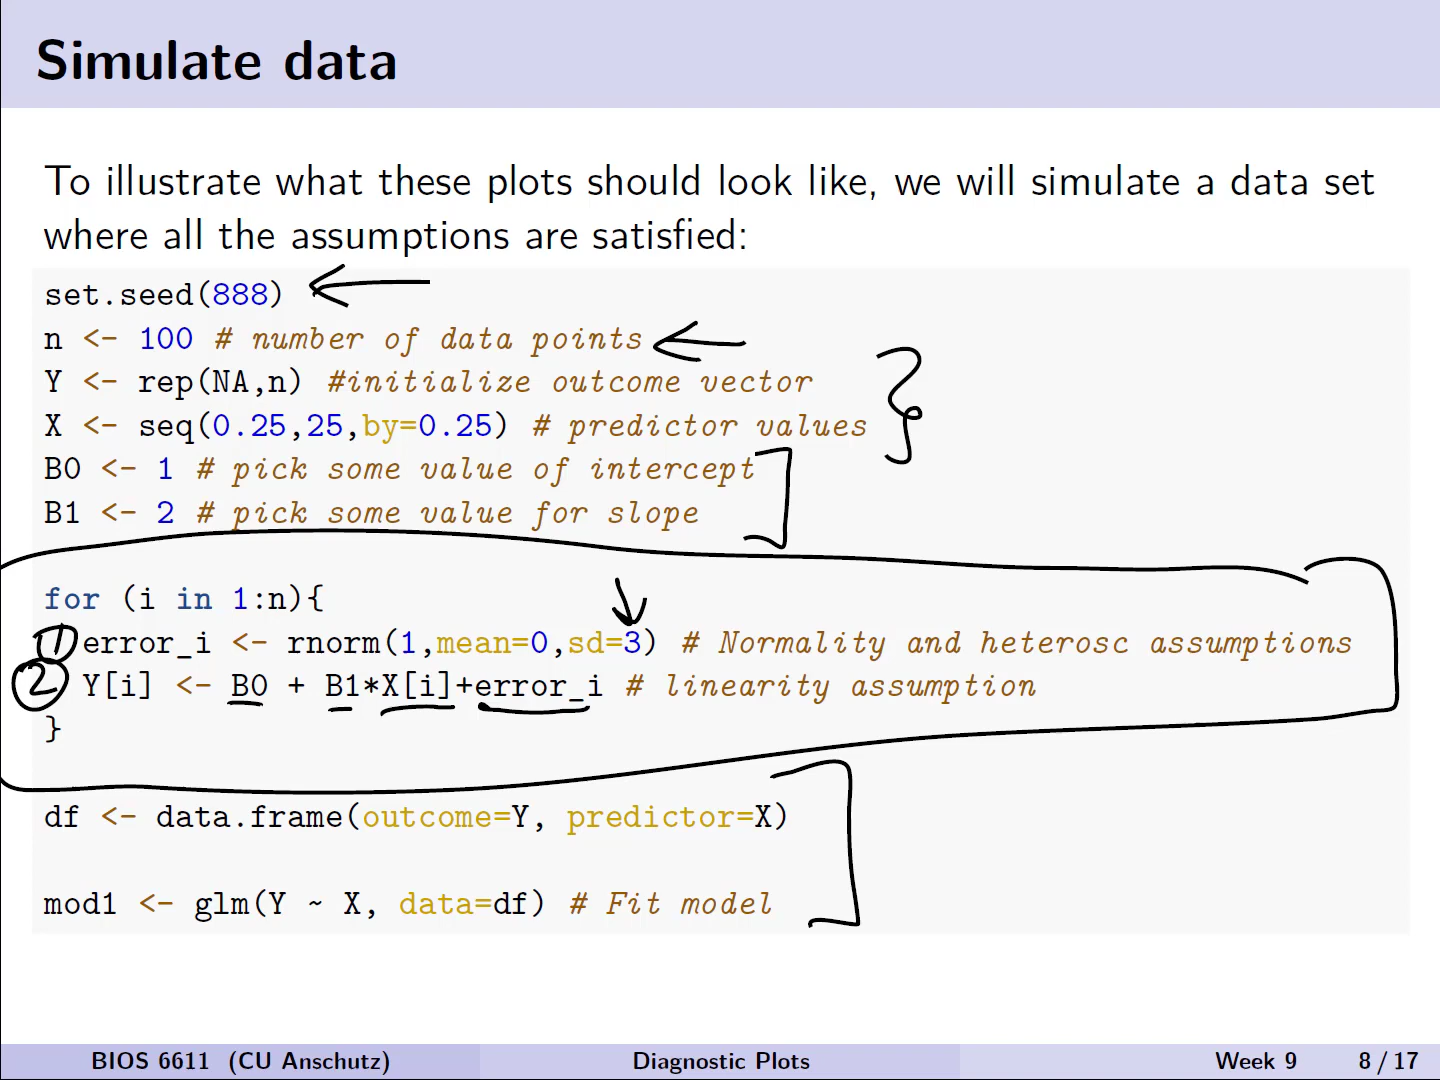 Simulate data
To illustrate what these plots should look like, we will simulate a data set
where all the assumptions are satisfied:
set.seed(888)
n <- 100 # number of data points
Y <- rep(NA,n) #initialize outcome vector
X <- seq(0.25,25,by=0.25) # predictor values
B0 <- 1 # pick some value of intercept
B1 <- 2 # pick some value for slope
for (i in 1:n){
1 error_i <- rnorm(1,mean=0,sd=3) # Normality and heterosc assumptions
2 Y[i] <- B0 + B1*X[i]+error_i # linearity assumption
}
df <- data.frame(outcome=Y, predictor=X)
mod1 <- glm(Y ~ X, data=df) # Fit model
BIOS 6611 (CU Anschutz) Diagnostic Plots Week 9 8 / 17